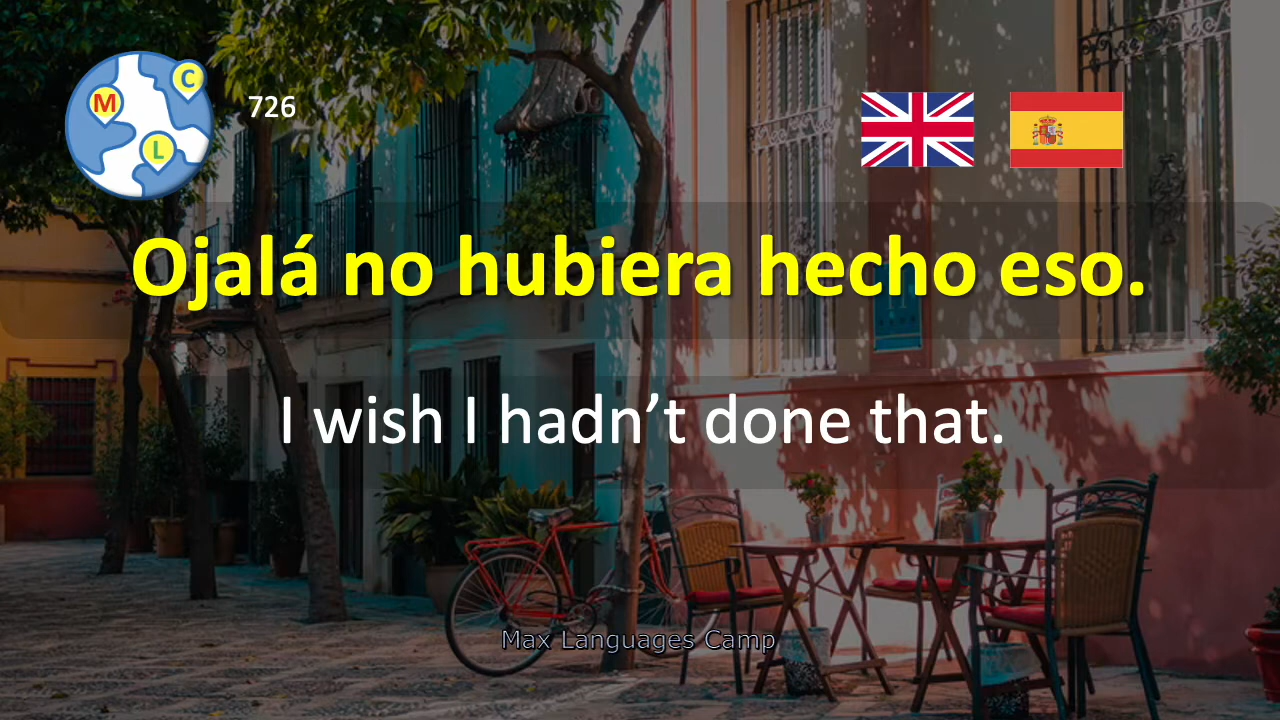 C
M
L
726
Ojalá no hubiera hecho eso.
I wish I hadn’t done that.
Max Languages Camp